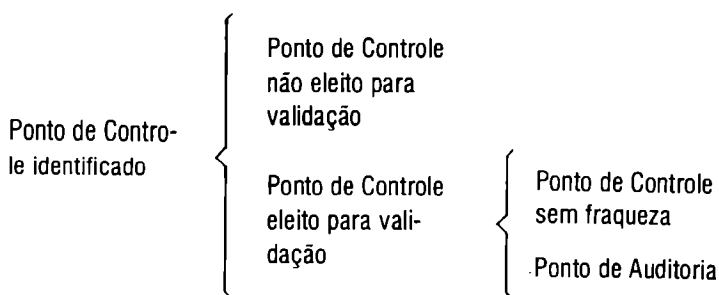 Ponto de Contro-
le identificado
Ponto de Controle
não eleito para
validação
Ponto de Controle
eleito para vali-
dação
Ponto de Controle
sem fraqueza
Ponto de Auditoria